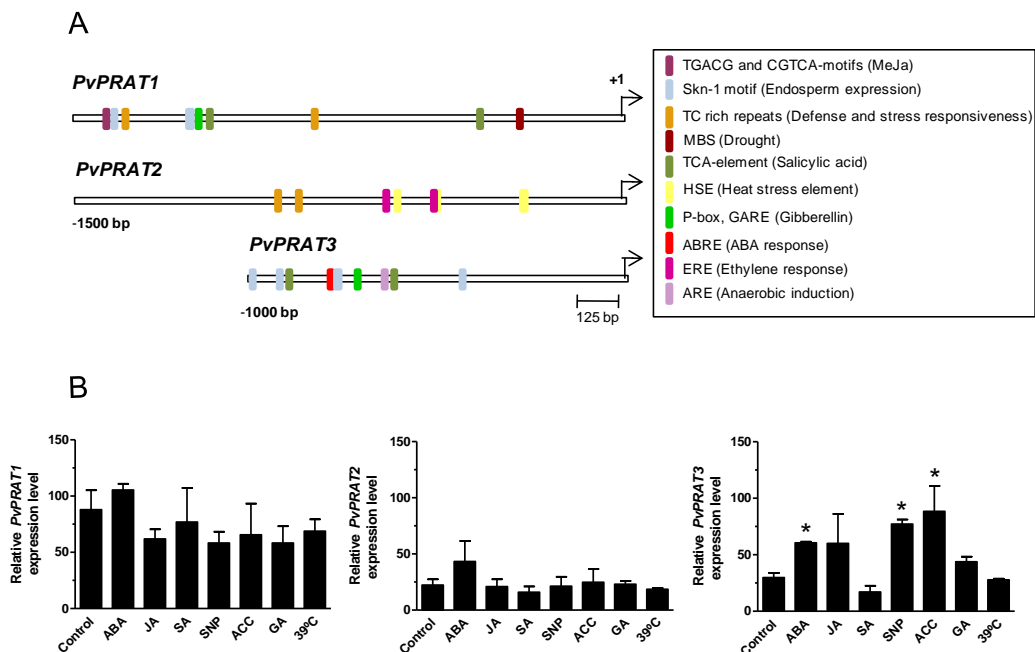 A
PvPRAT1
+1
PvPRAT2
-1500 bp
PvPRAT3
-1000 bp
125 bp
TGACG and CGTCA-motifs (MeJa)
Skn-1 motif (Endosperm expression)
TC rich repeats (Defense and stress responsiveness)
MBS (Drought)
TCA-element (Salicylic acid)
HSE (Heat stress element)
P-box, GARE (Gibberellin)
ABRE (ABA response)
ERE (Ethylene response)
ARE (Anaerobic induction)
B
Relative PvPRAT1
expression level
150
100
50
0
Control
ABA
JA
SA
SNP
ACC
GA
39ºC
Relative PvPRAT2
expression level
150
100
50
0
Control
ABA
JA
SA
SNP
ACC
GA
39ºC
Relative PvPRAT3
expression level
150
100
50
0
*
*
*
Control
ABA
JA
SA
SNP
ACC
GA
39ºC